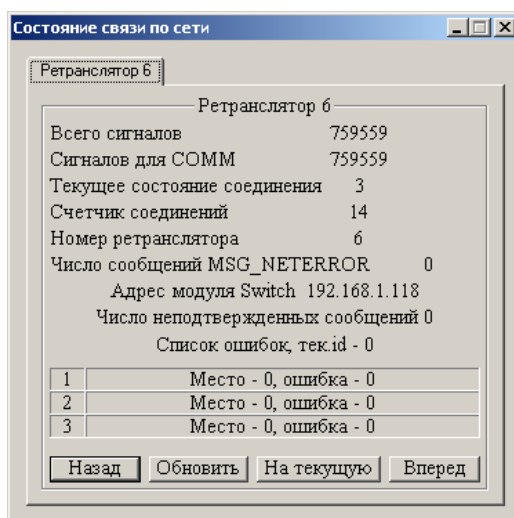 Состояние связи по сети
Ретранслятор 6
Ретранслятор 6
Всего сигналов 759559
Сигналов для COMM 759559
Текущее состояние соединения 3
Счетчик соединений 14
Номер ретранслятора 6
Число сообщений MSG_NETERROR 0
Адрес модуля Switch 192.168.1.118
Число неподтвержденных сообщений 0
Список ошибок, тек.id - 0
1 Место - 0, ошибка - 0
2 Место - 0, ошибка - 0
3 Место - 0, ошибка - 0
Назад Обновить На текущую Вперед